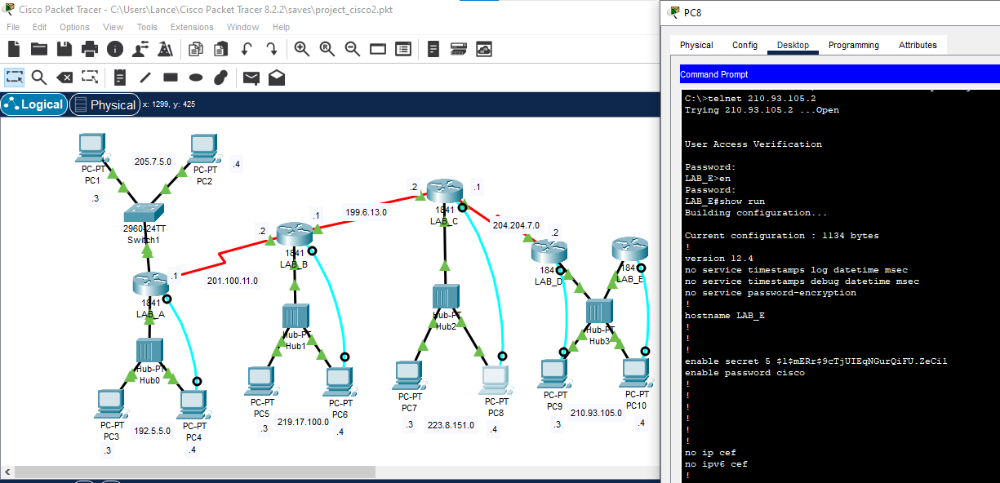 Cisco Packet Tracer - C:\Users\Lance\Cisco Packet Tracer 8.2.2\saves\project_cisco2.pkt
File Edit Options View Tools Extensions Window Help
Logical
Physical
x: 1299, y: 425
PC-PT
PC1
.3
205.7.5.0
PC-PT
PC2
.4
2960-24TT
Switch1
.1
1841
LAB_A
201.100.11.0
Hub-PT
Hub0
PC-PT
PC3
.3
192.5.5.0
PC-PT
PC4
.4
.2
.1
1841
LAB_B
199.6.13.0
Hub-PT
Hub1
PC-PT
PC5
.3
219.17.100.0
PC-PT
PC6
.4
.2
.1
1841
LAB_C
204.204.7.0
Hub-PT
Hub2
PC-PT
PC7
.3
223.8.151.0
PC-PT
PC8
.4
.2
1841
LAB_D
1841
LAB_E
Hub-PT
Hub3
PC-PT
PC9
.3
210.93.105.0
PC-PT
PC10
.4
PC8
Physical Config Desktop Programming Attributes
Command Prompt
C:\>telnet 210.93.105.2
Trying 210.93.105.2 ...Open
User Access Verification
Password:
LAB_E>en
Password:
LAB_E#show run
Building configuration...
Current configuration : 1134 bytes
!
version 12.4
no service timestamps log datetime msec
no service timestamps debug datetime msec
no service password-encryption
!
hostname LAB_E
!
!
!
enable secret 5 $1$mERr$9cTjUIEqNGurQiFU.ZeCi1
enable password cisco
!
!
!
!
!
!
no ip cef
no ipv6 cef
!